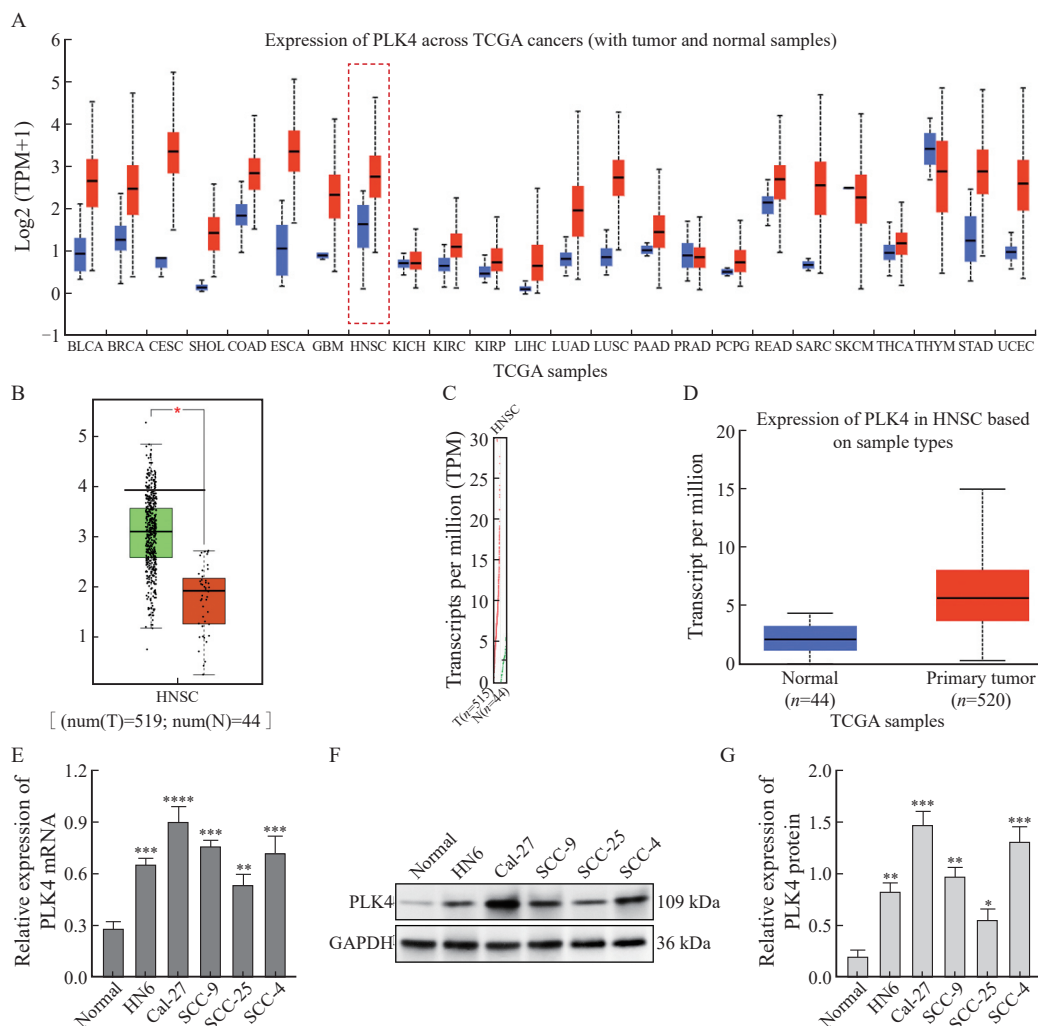 A
Expression of PLK4 across TCGA cancers (with tumor and normal samples)
Log2 (TPM+1)
6
5
4
3
2
1
0
−1
BLCA BRCA CESC SHOL COAD ESCA GBM HNSC KICH KIRC KIRP LIHC LUAD LUSC PAAD PRAD PCPG READ SARC SKCM THCA THYM STAD UCEC
TCGA samples
B
*
5
4
3
2
1
HNSC
[ (num(T)=519; num(N)=44 ]
C
HNSC
Transcripts per million (TPM)
30
25
20
15
10
5
0
T(n=515)
N(n=44)
D
Expression of PLK4 in HNSC based
on sample types
Transcript per million
20
15
10
5
0
Normal Primary tumor
(n=44) (n=520)
TCGA samples
E
Relative expression of
PLK4 mRNA
1.2
0.9
0.6
0.3
0.0
*** **** *** ** ***
Normal HN6 Cal-27 SCC-9 SCC-25 SCC-4
F
Normal HN6 Cal-27 SCC-9 SCC-25 SCC-4
PLK4 109 kDa
GAPDH 36 kDa
G
Relative expression of
PLK4 protein
2.0
1.5
1.0
0.5
0.0
** *** ** * ***
Normal HN6 Cal-27 SCC-9 SCC-25 SCC-4